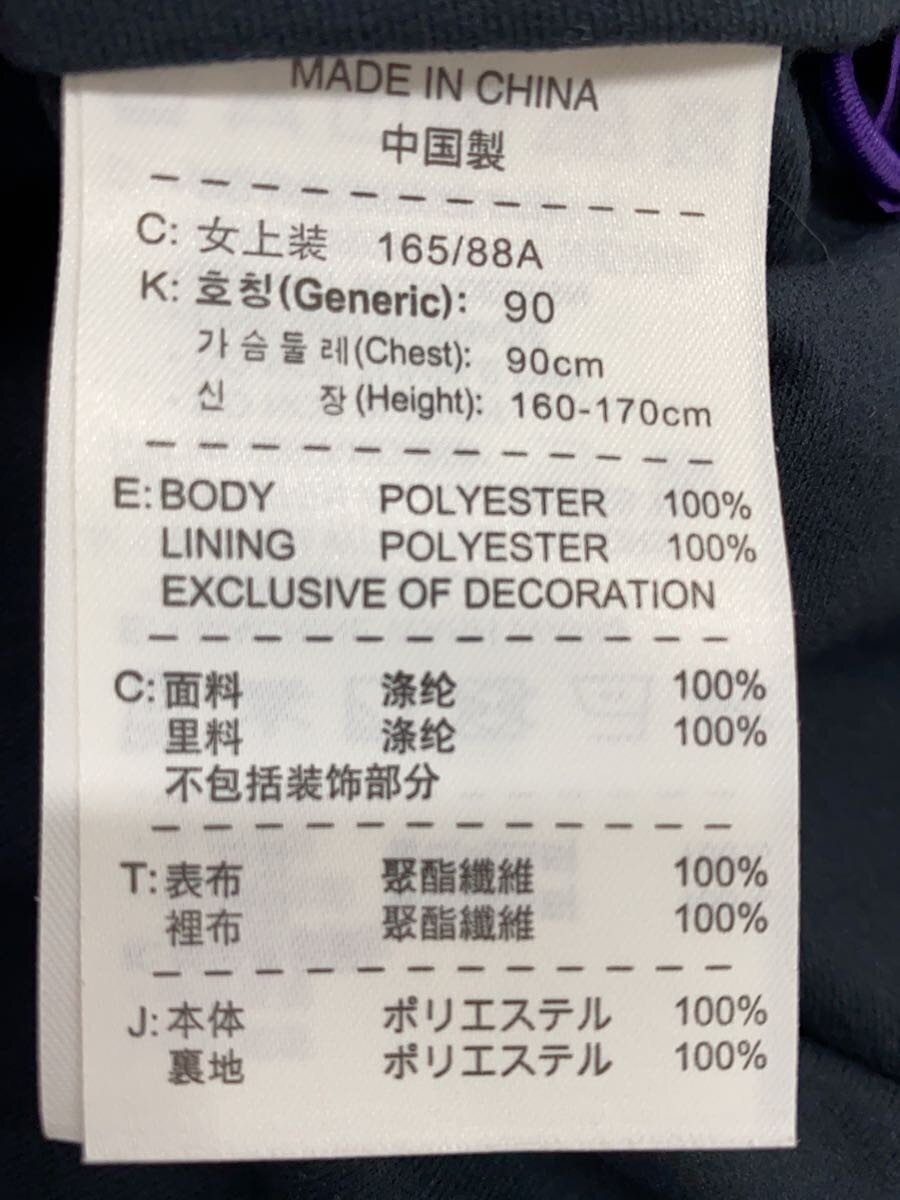 MADE IN CHINA
中国製
C: 女上装 165/88A
K: 호칭(Generic): 90
가슴둘레(Chest): 90cm
신 장(Height): 160-170cm
E: BODY POLYESTER 100%
LINING POLYESTER 100%
EXCLUSIVE OF DECORATION
C: 面料 涤纶 100%
里料 涤纶 100%
不包括装饰部分
T: 表布 聚酯纖維 100%
裡布 聚酯纖維 100%
J: 本体 ポリエステル 100%
裏地 ポリエステル 100%